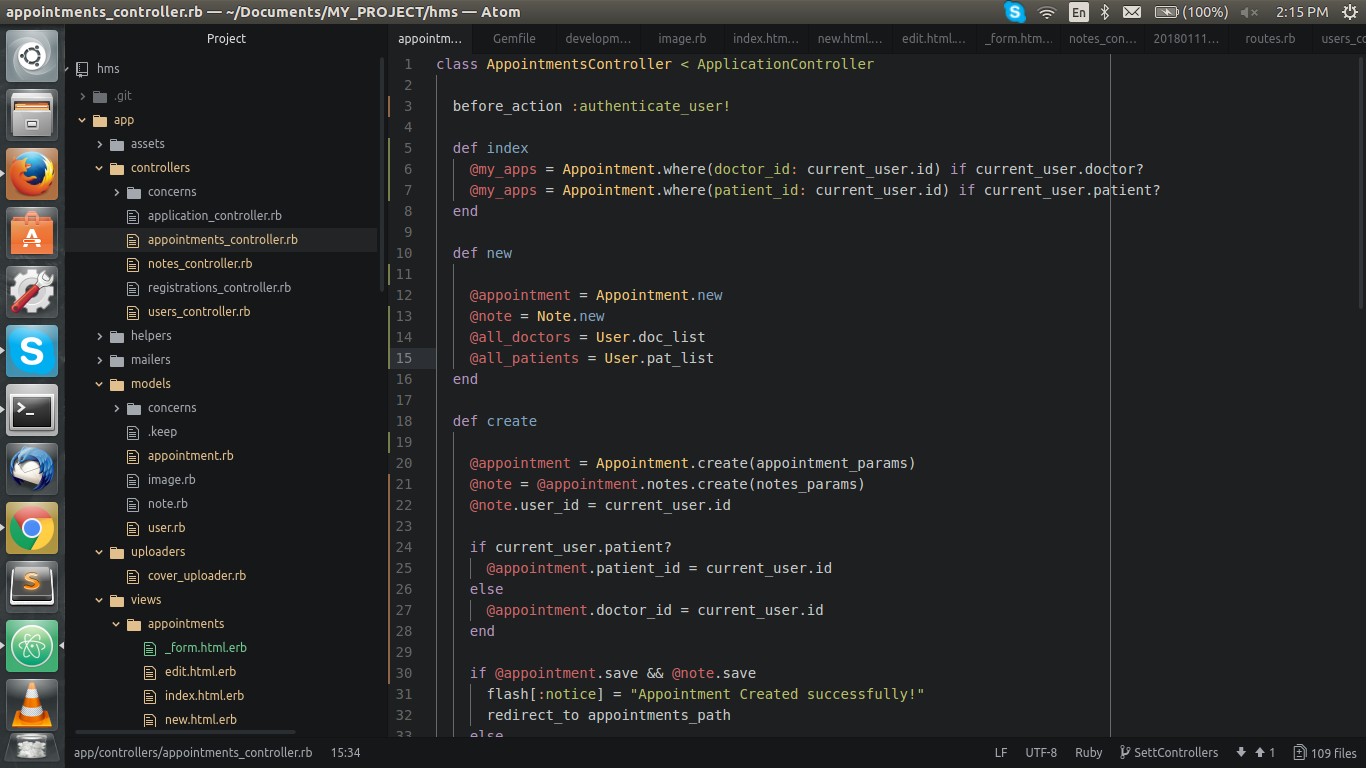 appointments_controller.rb — ~/Documents/MY_PROJECT/hms — Atom
En
(100%)
2:15 PM
Project
hms
.git
app
assets
controllers
concerns
application_controller.rb
appointments_controller.rb
notes_controller.rb
registrations_controller.rb
users_controller.rb
helpers
mailers
models
concerns
.keep
appointment.rb
image.rb
note.rb
user.rb
uploaders
cover_uploader.rb
views
appointments
_form.html.erb
edit.html.erb
index.html.erb
new.html.erb
appointm... Gemfile developm... image.rb index.htm... new.html.... edit.html.... _form.htm... notes_con... 20180111... routes.rb users_co
1 class AppointmentsController < ApplicationController
2
3 before_action :authenticate_user!
4
5 def index
6 @my_apps = Appointment.where(doctor_id: current_user.id) if current_user.doctor?
7 @my_apps = Appointment.where(patient_id: current_user.id) if current_user.patient?
8 end
9
10 def new
11
12 @appointment = Appointment.new
13 @note = Note.new
14 @all_doctors = User.doc_list
15 @all_patients = User.pat_list
16 end
17
18 def create
19
20 @appointment = Appointment.create(appointment_params)
21 @note = @appointment.notes.create(notes_params)
22 @note.user_id = current_user.id
23
24 if current_user.patient?
25 @appointment.patient_id = current_user.id
26 else
27 @appointment.doctor_id = current_user.id
28 end
29
30 if @appointment.save && @note.save
31 flash[:notice] = "Appointment Created successfully!"
32 redirect_to appointments_path
33 else
app/controllers/appointments_controller.rb 15:34
LF UTF-8 Ruby SettControllers 1 109 files